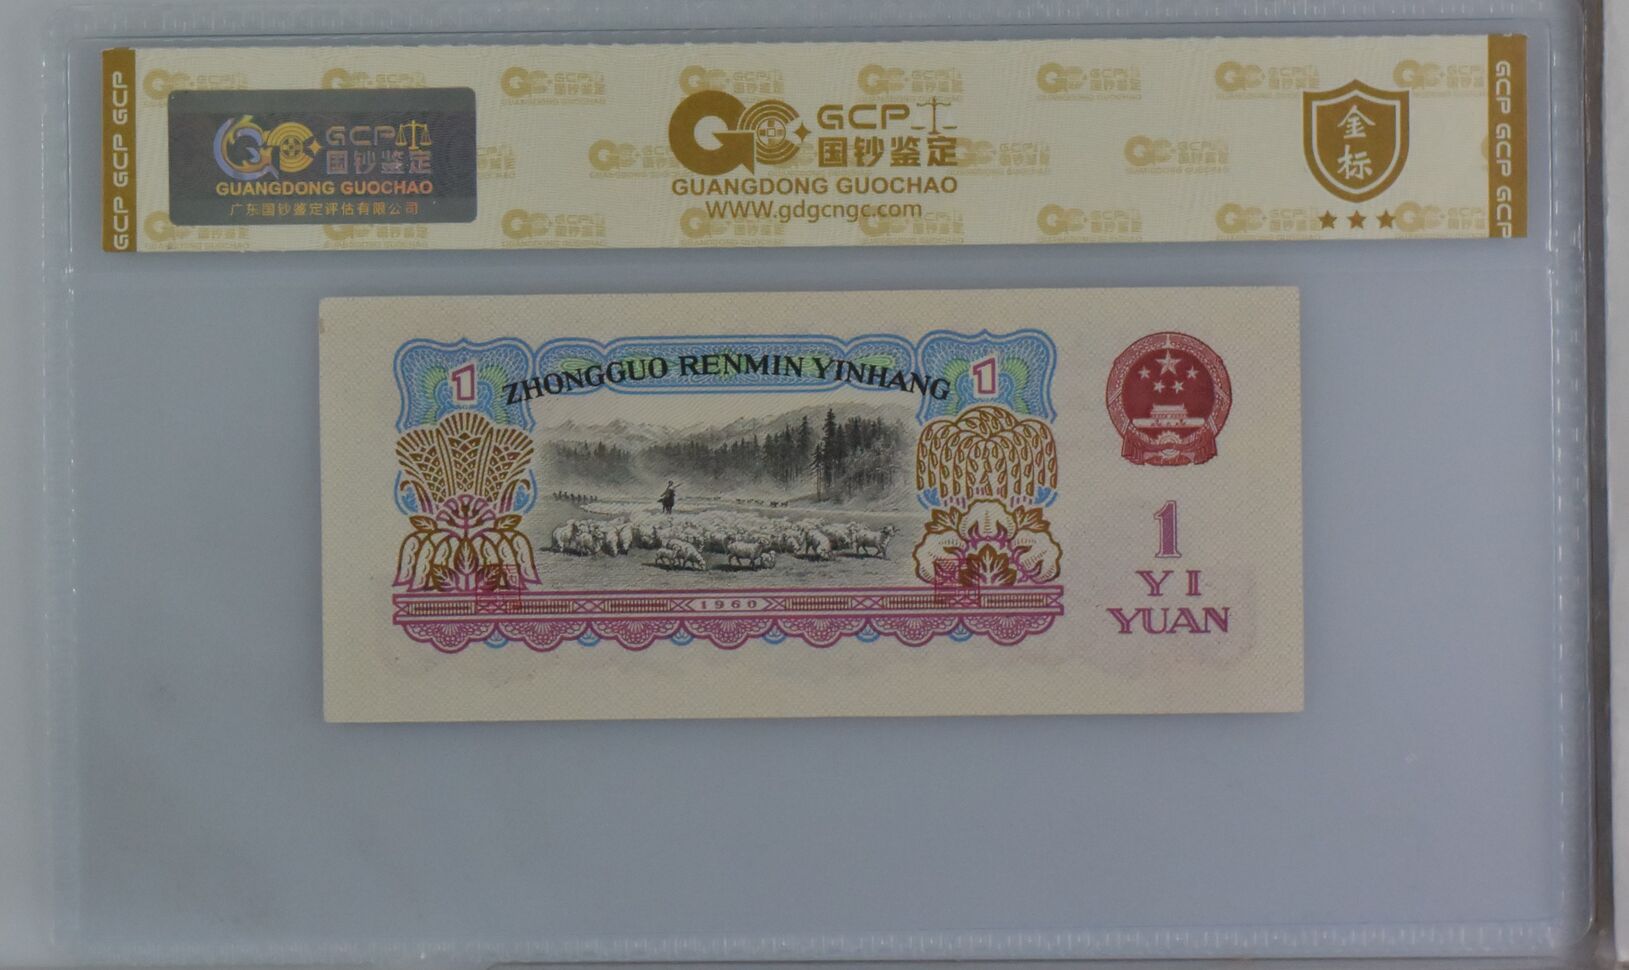 GCP GCP GCP
GCP 国钞鉴定
GUANGDONG GUOCHAO
广东国钞鉴定评估有限公司
GCP
国钞鉴定
GUANGDONG GUOCHAO
WWW.gdgcngc.com
金标
GCP GCP GCP
ZHONGGUO RENMIN YINHANG
1
1
1960
1
YI
YUAN